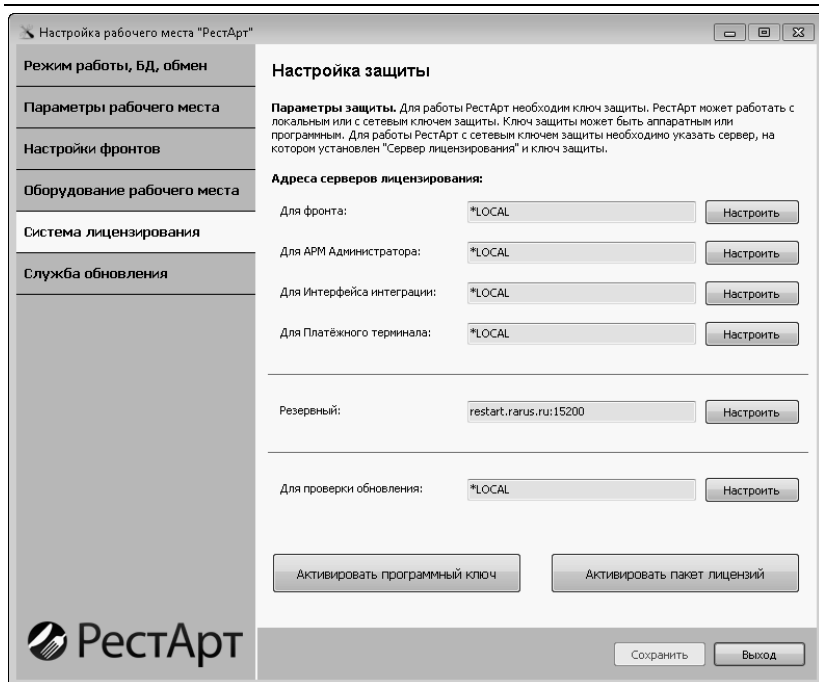 Настройка рабочего места "РестАрт"
Режим работы, БД, обмен
Параметры рабочего места
Настройки фронтов
Оборудование рабочего места
Система лицензирования
Служба обновления
РестАрт
Настройка защиты
Параметры защиты. Для работы РестАрт необходим ключ защиты. РестАрт может работать с
локальным или с сетевым ключем защиты. Ключ защиты может быть аппаратным или
программным. Для работы РестАрт с сетевым ключем защиты необходимо указать сервер, на
котором установлен "Сервер лицензирования" и ключ защиты.
Адреса серверов лицензирования:
Для фронта: *LOCAL Настроить
Для АРМ Администратора: *LOCAL Настроить
Для Интерфейса интеграции: *LOCAL Настроить
Для Платёжного терминала: *LOCAL Настроить
Резервный: restart.rarus.ru:15200 Настроить
Для проверки обновления: *LOCAL Настроить
Активировать программный ключ Активировать пакет лицензий
Сохранить Выход